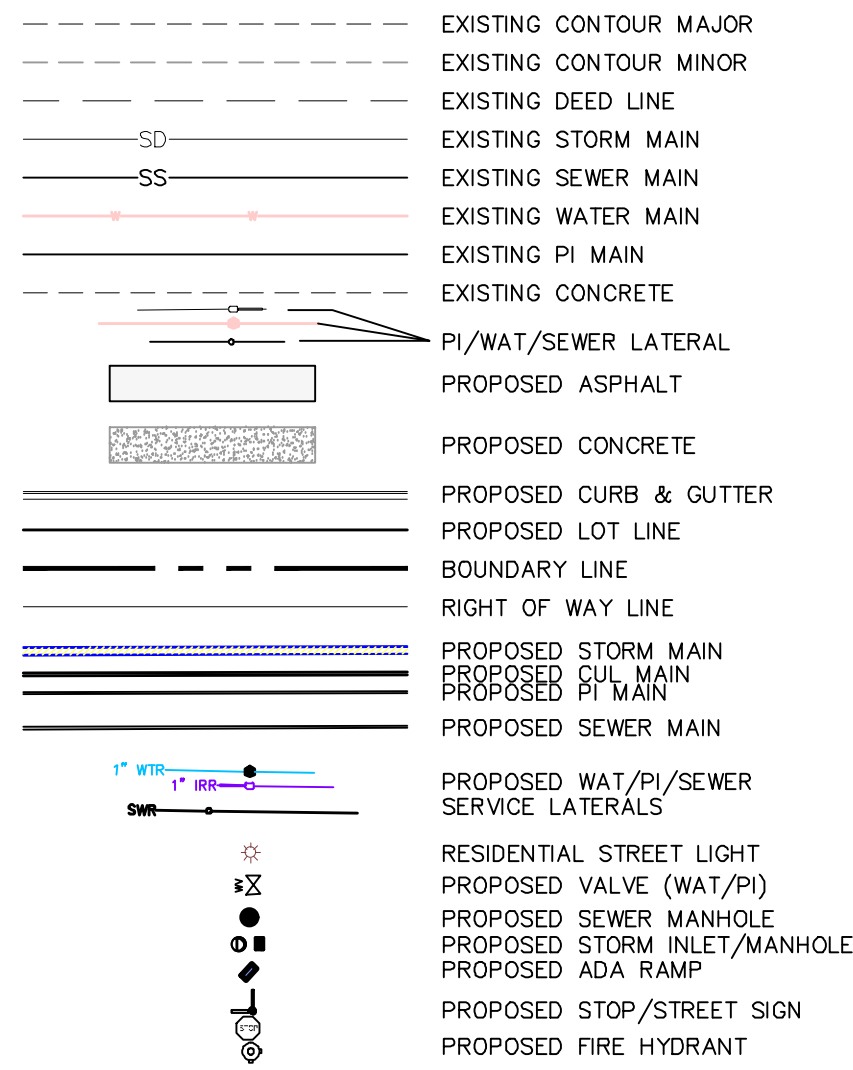 EXISTING CONTOUR MAJOR
EXISTING CONTOUR MINOR
EXISTING DEED LINE
SD EXISTING STORM MAIN
SS EXISTING SEWER MAIN
W W EXISTING WATER MAIN
EXISTING PI MAIN
EXISTING CONCRETE
PI/WAT/SEWER LATERAL
PROPOSED ASPHALT
PROPOSED CONCRETE
PROPOSED CURB & GUTTER
PROPOSED LOT LINE
BOUNDARY LINE
RIGHT OF WAY LINE
PROPOSED STORM MAIN
PROPOSED CUL MAIN
PROPOSED PI MAIN
PROPOSED SEWER MAIN
1" WTR
1" IRR PROPOSED WAT/PI/SEWER
SWR SERVICE LATERALS
RESIDENTIAL STREET LIGHT
W PROPOSED VALVE (WAT/PI)
PROPOSED SEWER MANHOLE
PROPOSED STORM INLET/MANHOLE
PROPOSED ADA RAMP
PROPOSED STOP/STREET SIGN
STOP
PROPOSED FIRE HYDRANT